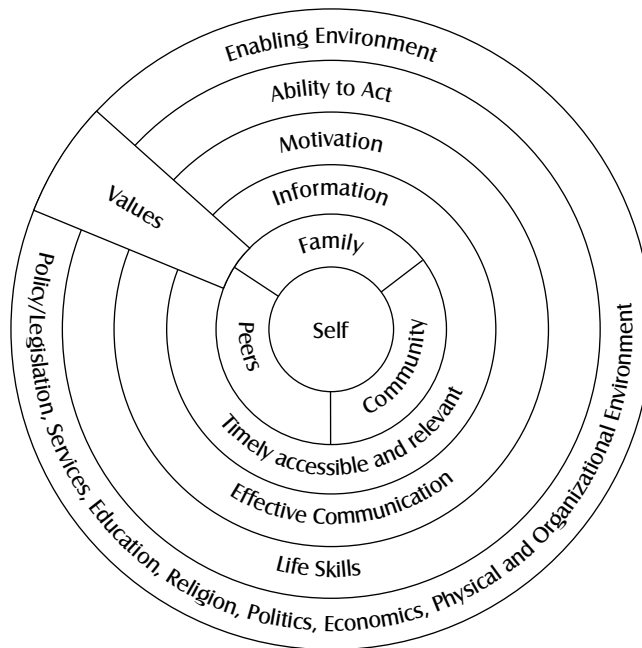 Enabling Environment
Ability to Act
Motivation
Information
Family
Values
Self
Peers
Community
Timely accessible and relevant
Effective Communication
Life Skills
Policy/Legislation, Services, Education, Religion, Politics, Economics, Physical and Organizational Environment